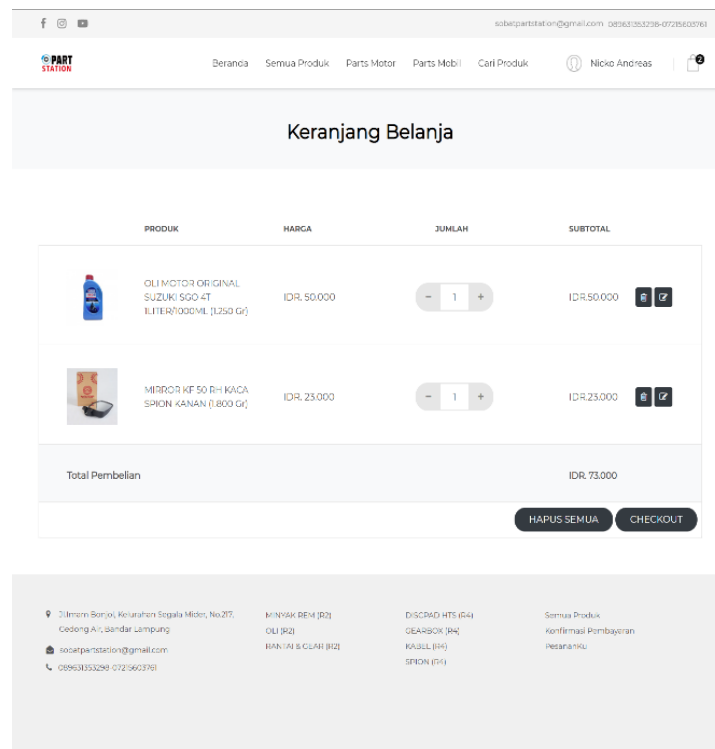 sobatpartstation@gmail.com 089631353298-07215603761
PART
STATION
Beranda Semua Produk Parts Motor Parts Mobil Cari Produk Nicko Andreas 2
Keranjang Belanja
PRODUK HARGA JUMLAH SUBTOTAL
OLI MOTOR ORIGINAL
SUZUKI SGO 4T
1LITER/1000ML (1.250 Gr)
IDR. 50.000
- 1 +
IDR.50.000
MIRROR KF 50 RH KACA
SPION KANAN (1.800 Gr)
IDR. 23.000
- 1 +
IDR.23.000
Total Pembelian IDR. 73.000
HAPUS SEMUA CHECKOUT
Jl.Imam Bonjol, Kelurahan Segala Mider, No.217,
Gedong Air, Bandar Lampung
sobatpartstation@gmail.com
089631353298-07215603761
MINYAK REM (R2)
OLI (R2)
RANTAI & GEAR (R2)
DISCPAD HTS (R4)
GEARBOX (R4)
KABEL (R4)
SPION (R4)
Semua Produk
Konfirmasi Pembayaran
PesananKu